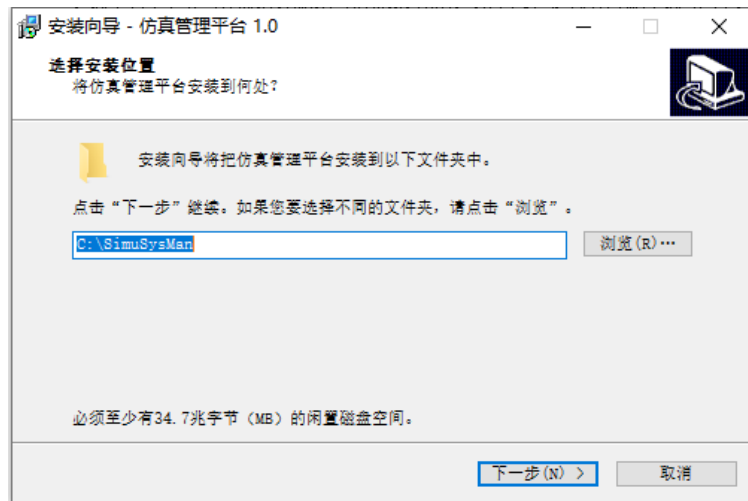 安装向导 - 仿真管理平台 1.0
选择安装位置
将仿真管理平台安装到何处？
安装向导将把仿真管理平台安装到以下文件夹中。
点击“下一步”继续。如果您要选择不同的文件夹，请点击“浏览”。
C:\SimuSysMan
浏览(R)...
必须至少有34.7兆字节（MB）的闲置磁盘空间。
下一步(N) >
取消